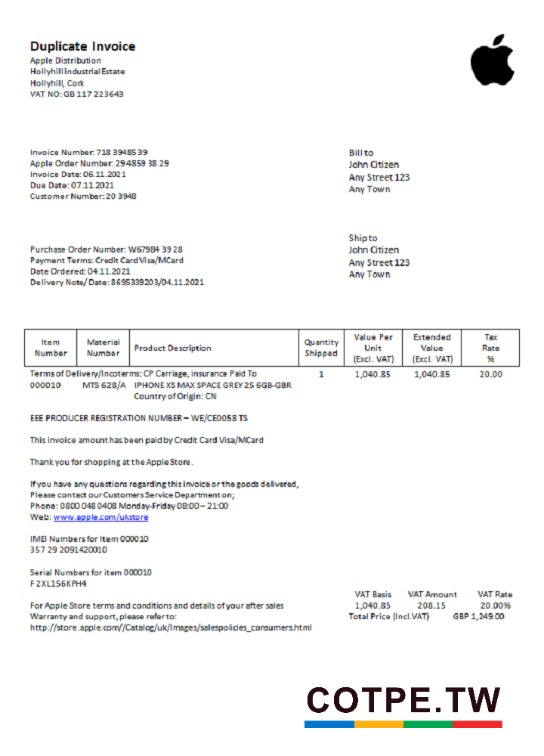 Duplicate Invoice
Apple Distribution
Hollyhill Industrial Estate
Hollyhill, Cork
VAT NO: GB 117 223643
Invoice Number: 718 3948539
Apple Order Number: 294859 38 29
Invoice Date: 06.11.2021
Due Date: 07.11.2021
Customer Number: 20 3948
Bill to
John Citizen
Any Street 123
Any Town
Purchase Order Number: W67984 39 28
Payment Terms: Credit Card Visa/MCard
Date Ordered: 04.11.2021
Delivery Note/ Date: 8695339203/04.11.2021
Ship to
John Citizen
Any Street 123
Any Town
Item Number
Material Number
Product Description
Quantity Shipped
Value Per Unit (Excl. VAT)
Extended Value (Excl. VAT)
Tax Rate %
Terms of Delivery/Incoterms: CP Carriage, insurance Paid To 1 1,040.85 1,040.85 20.00
000010 MTS 628/A IPHONE XS MAX SPACE GREY 25 6GB-GBR
Country of Origin: CN
EEE PRODUCER REGISTRATION NUMBER – WE/CE0058 TS
This invoice amount has been paid by Credit Card Visa/MCard
Thank you for shopping at the Apple Store.
If you have any questions regarding this invoice or the goods delivered,
Please contact our Customers Service Department on;
Phone: 0800 048 0408 Monday-Friday 08:00 – 21:00
Web: www.apple.com/ukstore
IMEI Numbers for Item 000010
357 29 2091420010
Serial Numbers for item 000010
F 2XL156KPH4
VAT Basis VAT Amount VAT Rate
1,040.85 208.15 20.00%
Total Price (Incl.VAT) GBP 1,249.00
For Apple Store terms and conditions and details of your after sales
Warranty and support, please refer to:
http://store.apple.com//Catalog/uk/Images/salespolicies_consumers.html
COTPE.TW